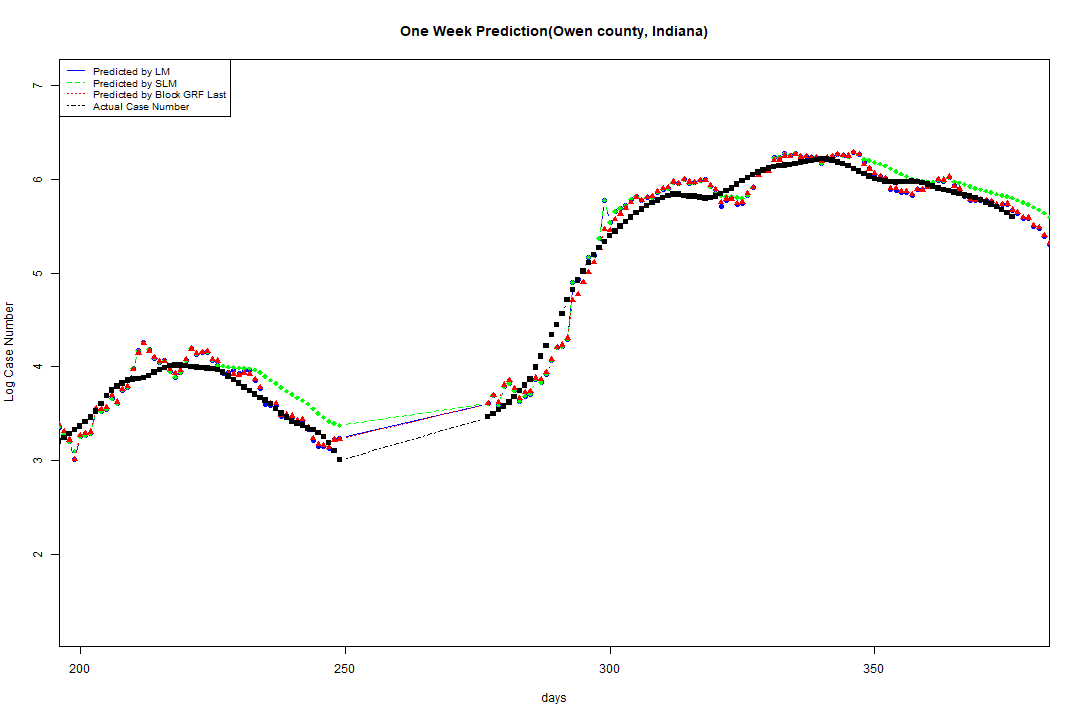 One Week Prediction(Owen county, Indiana)
Predicted by LM
Predicted by SLM
Predicted by Block GRF Last
Actual Case Number
7
6
5
4
3
2
Log Case Number
200 250 300 350
days